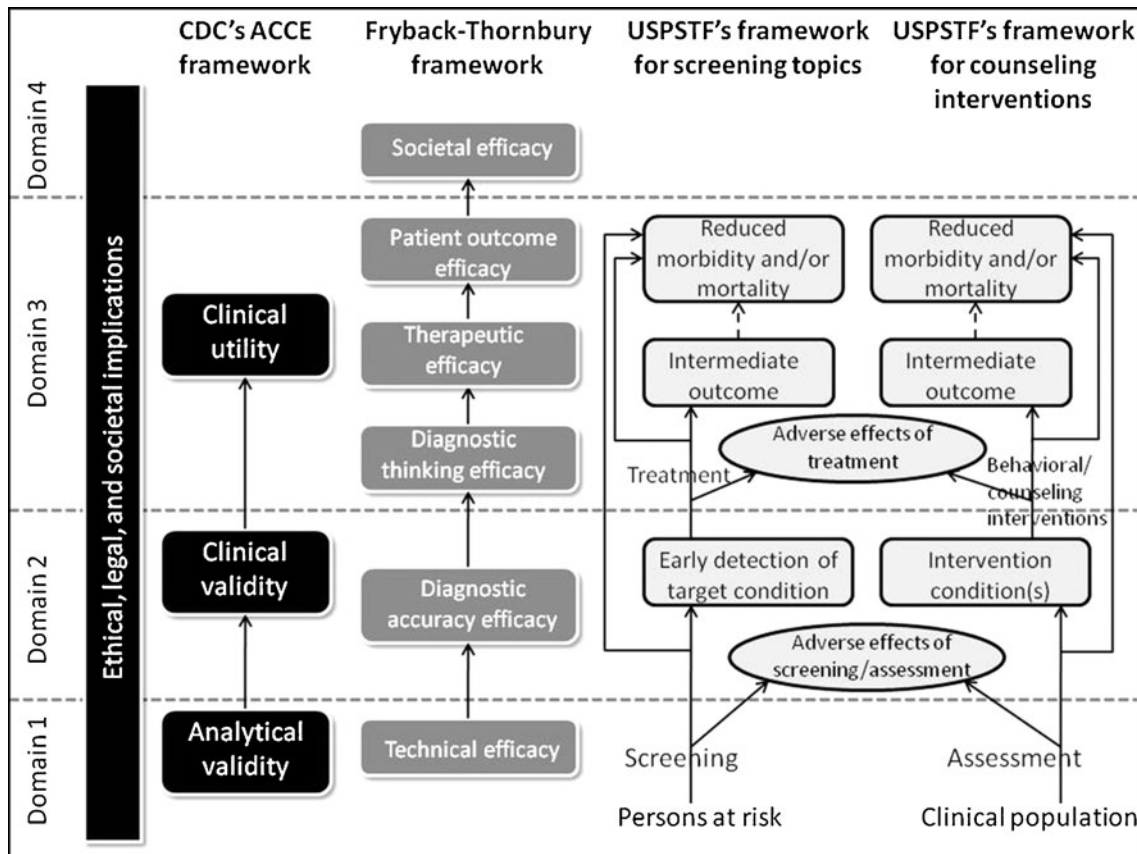 CDC's ACCE
framework
Fryback-Thornbury
framework
USPSTF's framework
for screening topics
USPSTF's framework
for counseling
interventions
Domain 4
Domain 3
Domain 2
Domain 1
Ethical, legal, and societal implications
Clinical
utility
Clinical
validity
Analytical
validity
Societal efficacy
Patient outcome
efficacy
Therapeutic
efficacy
Diagnostic
thinking efficacy
Diagnostic
accuracy efficacy
Technical efficacy
Reduced
morbidity and/or
mortality
Intermediate
outcome
Adverse effects of
treatment
Treatment
Early detection of
target condition
Adverse effects of
screening/assessment
Screening
Persons at risk
Reduced
morbidity and/or
mortality
Intermediate
outcome
Behavioral/
counseling
interventions
Intervention
condition(s)
Assessment
Clinical population